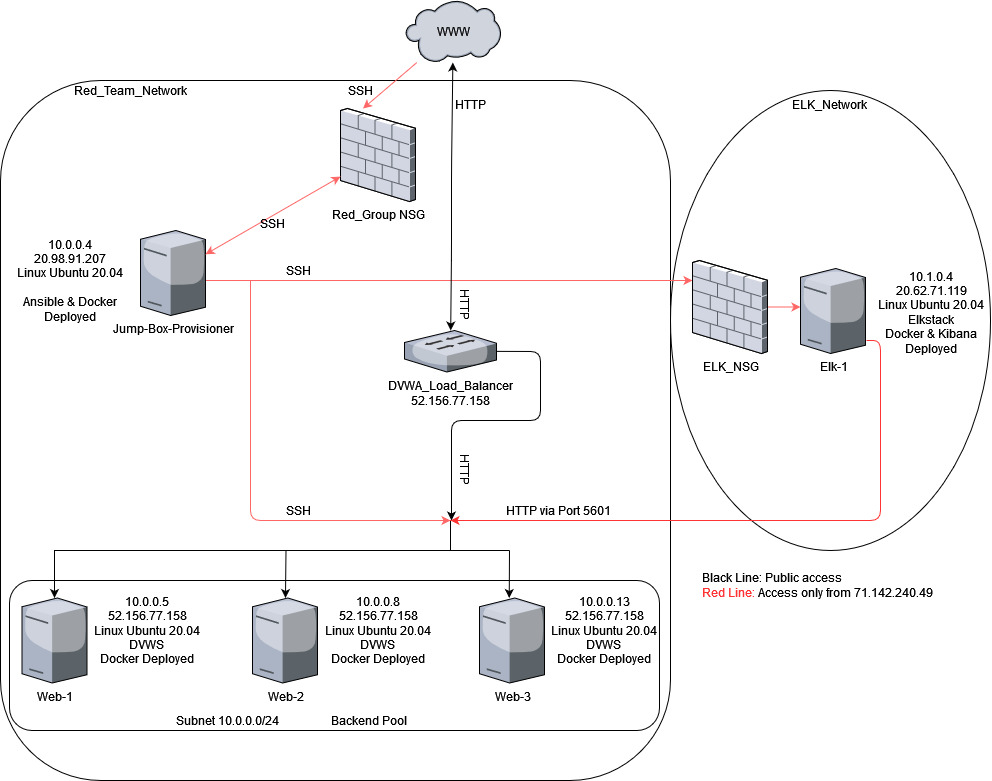 WWW
Red_Team_Network
SSH
HTTP
ELK_Network
Red_Group NSG
SSH
10.0.0.4
20.98.91.207
Linux Ubuntu 20.04
Ansible & Docker
Deployed
Jump-Box-Provisioner
SSH
HTTP
10.1.0.4
20.62.71.119
Linux Ubuntu 20.04
Elkstack
Docker & Kibana
Deployed
ELK_NSG
Elk-1
DVWA_Load_Balancer
52.156.77.158
HTTP
SSH
HTTP via Port 5601
Black Line: Public access
Red Line: Access only from 71.142.240.49
10.0.0.5
52.156.77.158
Linux Ubuntu 20.04
DVWS
Docker Deployed
Web-1
10.0.0.8
52.156.77.158
Linux Ubuntu 20.04
DVWS
Docker Deployed
Web-2
10.0.0.13
52.156.77.158
Linux Ubuntu 20.04
DVWS
Docker Deployed
Web-3
Subnet 10.0.0.0/24
Backend Pool